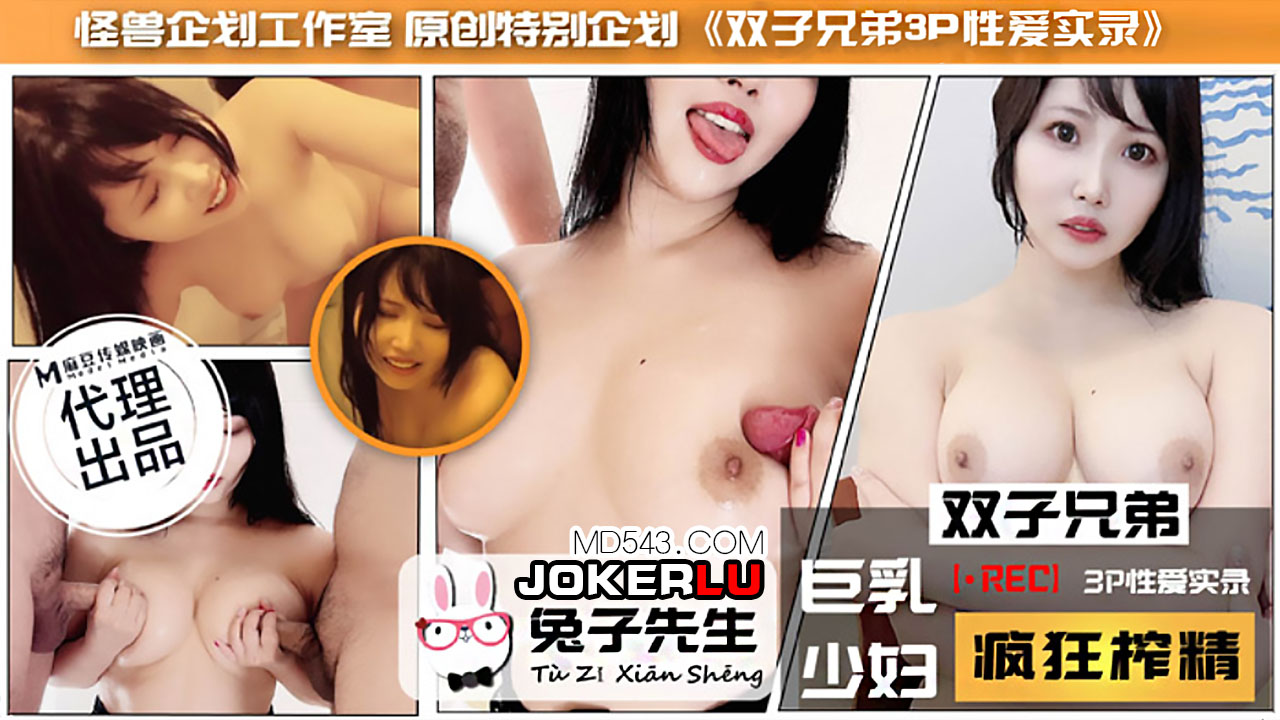 怪兽企划工作室 原创特别企划《双子兄弟3P性爱实录》
麻豆传媒映画
Model Media
代理
出品
MD543.COM
JOKERLU
兔子先生
Tù Zǐ Xiān Shēng
双子兄弟
巨乳
【·REC】 3P性爱实录
少妇
疯狂榨精